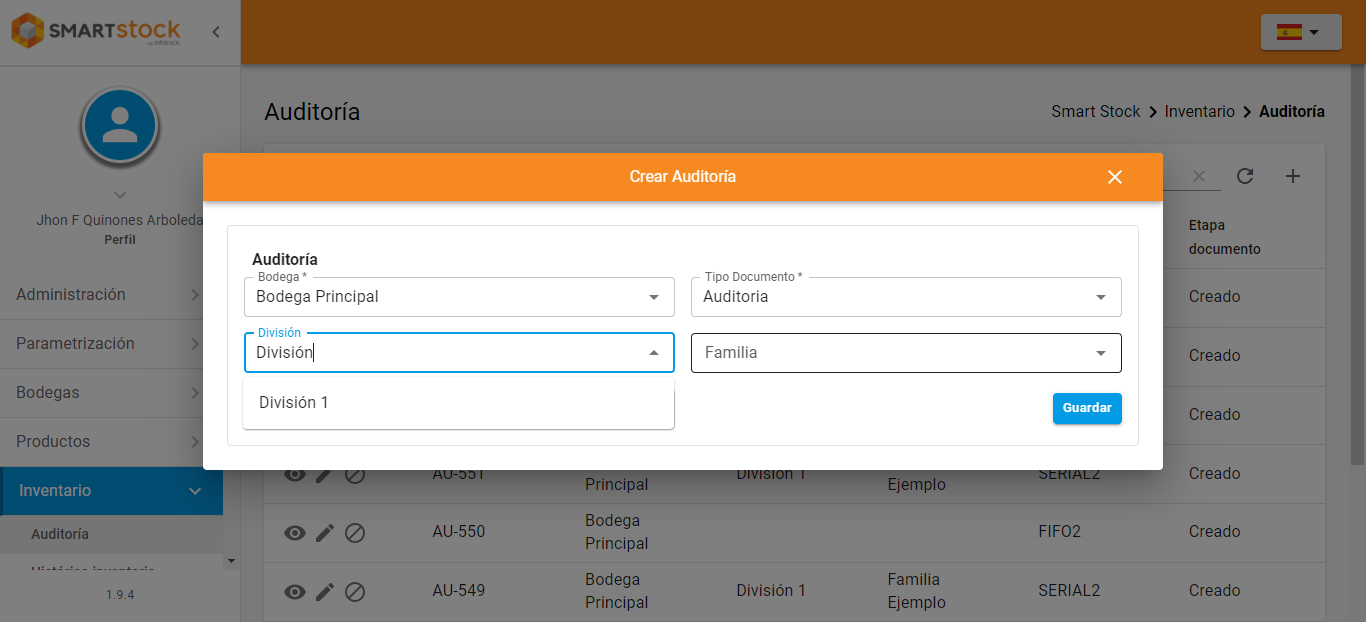 SMARTstock
Auditoría
Smart Stock
Inventario
Auditoría
Jhon F Quinones Arboleda
Perfil
Administración
Parametrización
Bodegas
Productos
Inventario
Auditoría
Histórico inventario
1.9.4
Crear Auditoría
Auditoría
Bodega *
Bodega Principal
Tipo Documento *
Auditoria
División
División
Familia
División 1
Guardar
Etapa
documento
Creado
Creado
Creado
AU-551
Principal
División 1
Ejemplo
SERIAL2
Creado
AU-550
Bodega
Principal
FIFO2
Creado
AU-549
Bodega
Principal
División 1
Familia
Ejemplo
SERIAL2
Creado